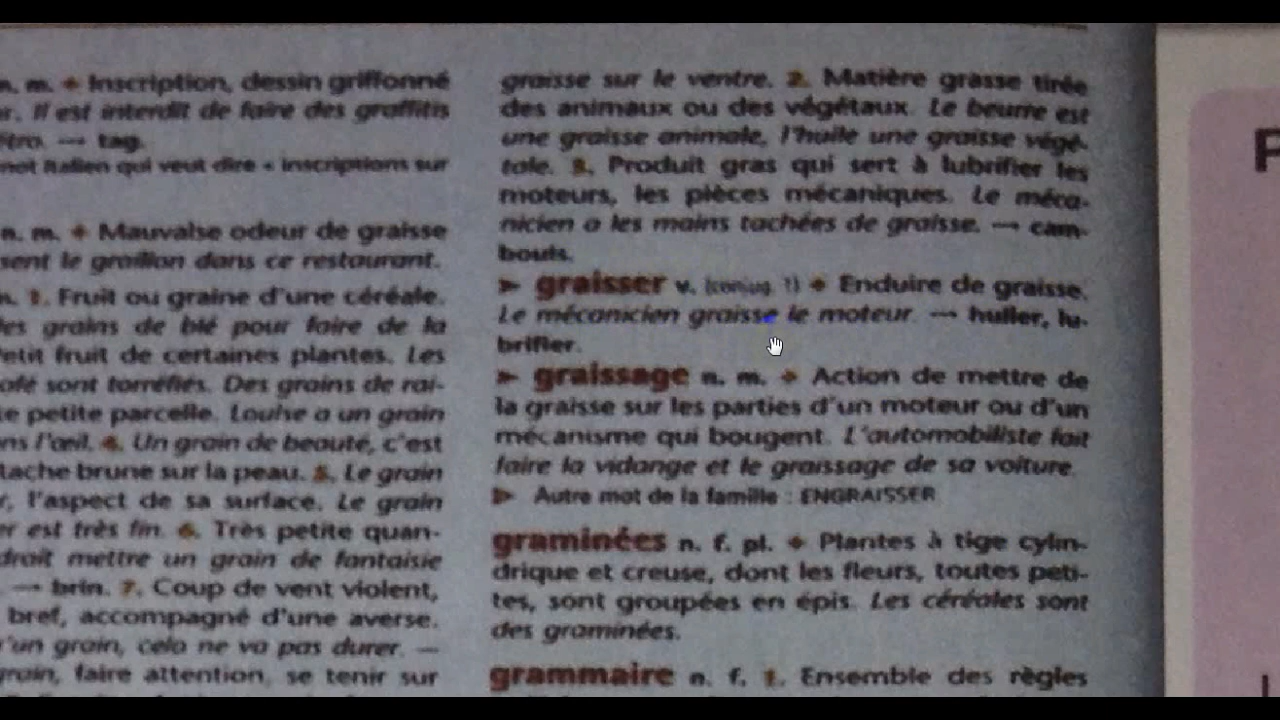 n. m. ◆ Inscription, dessin griffonné
r. Il est interdit de faire des graffitis
étro. → tag.
mot italien qui veut dire « inscriptions sur
n. m. ◆ Mauvaise odeur de graisse
sent le graillon dans ce restaurant.
m. 1. Fruit ou graine d'une céréale.
des grains de blé pour faire de la
Petit fruit de certaines plantes. Les
café sont torréfiés. Des grains de rai-
e petite parcelle. Louhe a un grain
ns l'œil. 4. Un grain de beauté, c'est
tache brune sur la peau. 5. Le grain
r, l'aspect de sa surface. Le grain
er est très fin. 6. Très petite quan-
drait mettre un grain de fantaisie
→ brin. 7. Coup de vent violent,
bref, accompagné d'une averse.
'un grain, cela ne va pas durer. —
grain, faire attention, se tenir sur
graisse sur le ventre. 2. Matière grasse tirée
des animaux ou des végétaux. Le beurre est
une graisse animale, l'huile une graisse végé-
tale. 3. Produit gras qui sert à lubrifier les
moteurs, les pièces mécaniques. Le méca-
nicien a les mains tachées de graisse. → cam-
bouis.
➤ graisser v. (conjug. 1) ◆ Enduire de graisse.
Le mécanicien graisse le moteur. → huiler, lu-
brifier.
➤ graissage n. m. ◆ Action de mettre de
la graisse sur les parties d'un moteur ou d'un
mécanisme qui bougent. L'automobiliste fait
faire la vidange et le graissage de sa voiture.
▷ Autre mot de la famille : ENGRAISSER.
graminées n. f. pl. ◆ Plantes à tige cylin-
drique et creuse, dont les fleurs, toutes peti-
tes, sont groupées en épis. Les céréales sont
des graminées.
grammaire n. f. 1. Ensemble des règles